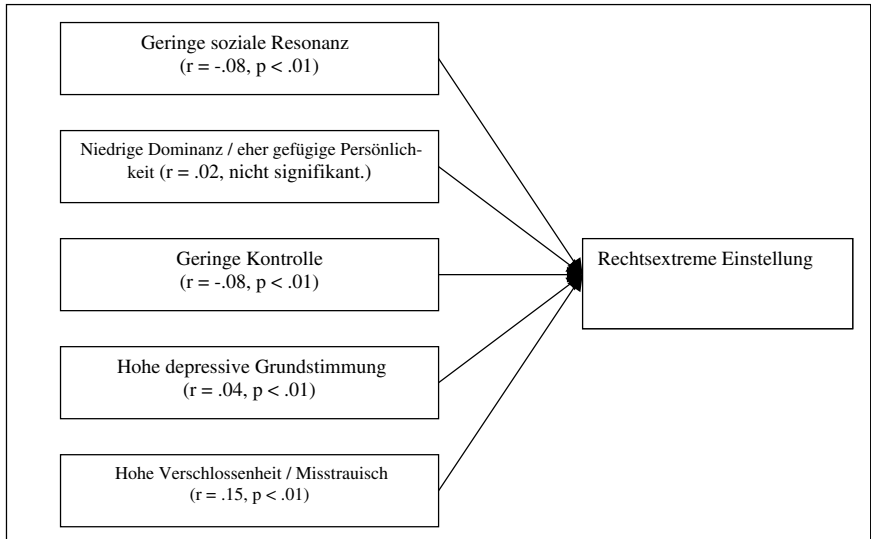 Geringe soziale Resonanz
(r = -.08, p < .01)
Niedrige Dominanz / eher gefügige Persönlich-
keit (r = .02, nicht signifikant.)
Geringe Kontrolle
(r = -.08, p < .01)
Hohe depressive Grundstimmung
(r = .04, p < .01)
Hohe Verschlossenheit / Misstrauisch
(r = .15, p < .01)
Rechtsextreme Einstellung